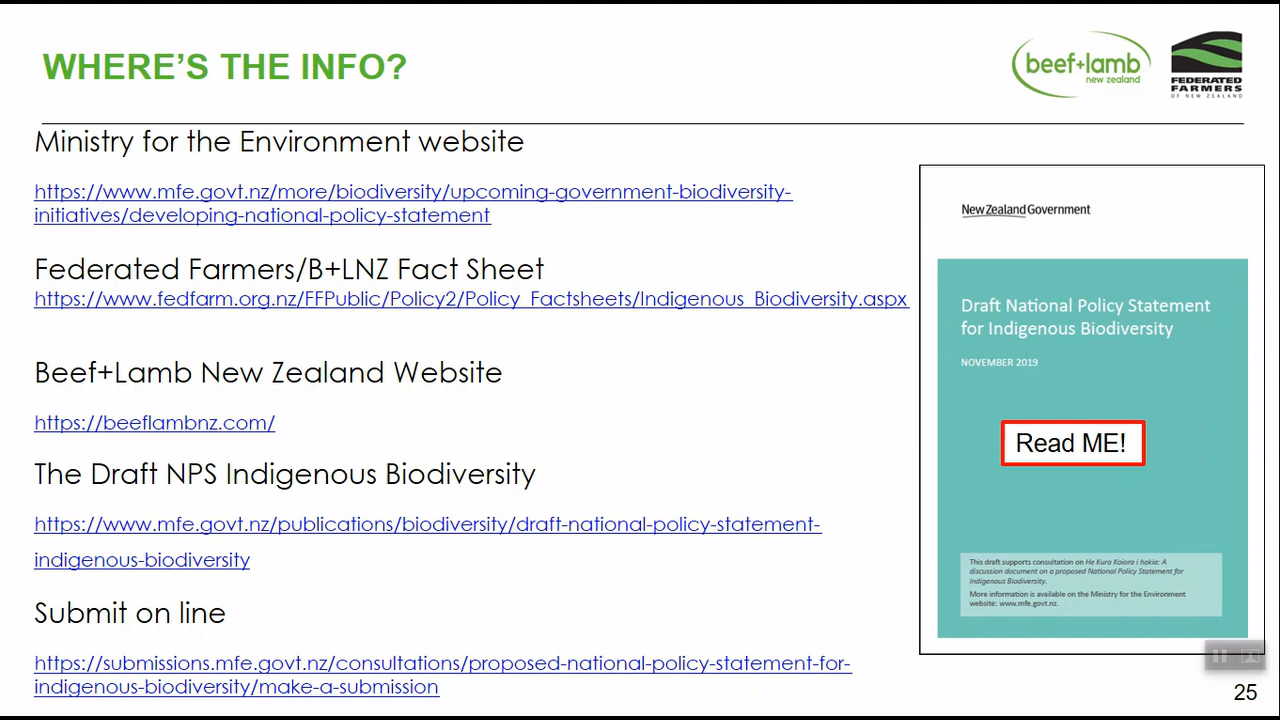 WHERE'S THE INFO?
beef+lamb
new zealand
FEDERATED
FARMERS
OF NEW ZEALAND
Ministry for the Environment website
https://www.mfe.govt.nz/more/biodiversity/upcoming-government-biodiversity-
initiatives/developing-national-policy-statement
Federated Farmers/B+LNZ Fact Sheet
https://www.fedfarm.org.nz/FFPublic/Policy2/Policy_Factsheets/Indigenous_Biodiversity.aspx
Beef+Lamb New Zealand Website
https://beeflambnz.com/
The Draft NPS Indigenous Biodiversity
https://www.mfe.govt.nz/publications/biodiversity/draft-national-policy-statement-
indigenous-biodiversity
Submit on line
https://submissions.mfe.govt.nz/consultations/proposed-national-policy-statement-for-
indigenous-biodiversity/make-a-submission
New Zealand Government
Draft National Policy Statement
for Indigenous Biodiversity
NOVEMBER 2019
Read ME!
This draft supports consultation on He Kura Koiora i hokia: A
discussion document on a proposed National Policy Statement for
Indigenous Biodiversity.
More information is available on the Ministry for the Environment
website: www.mfe.govt.nz.
25